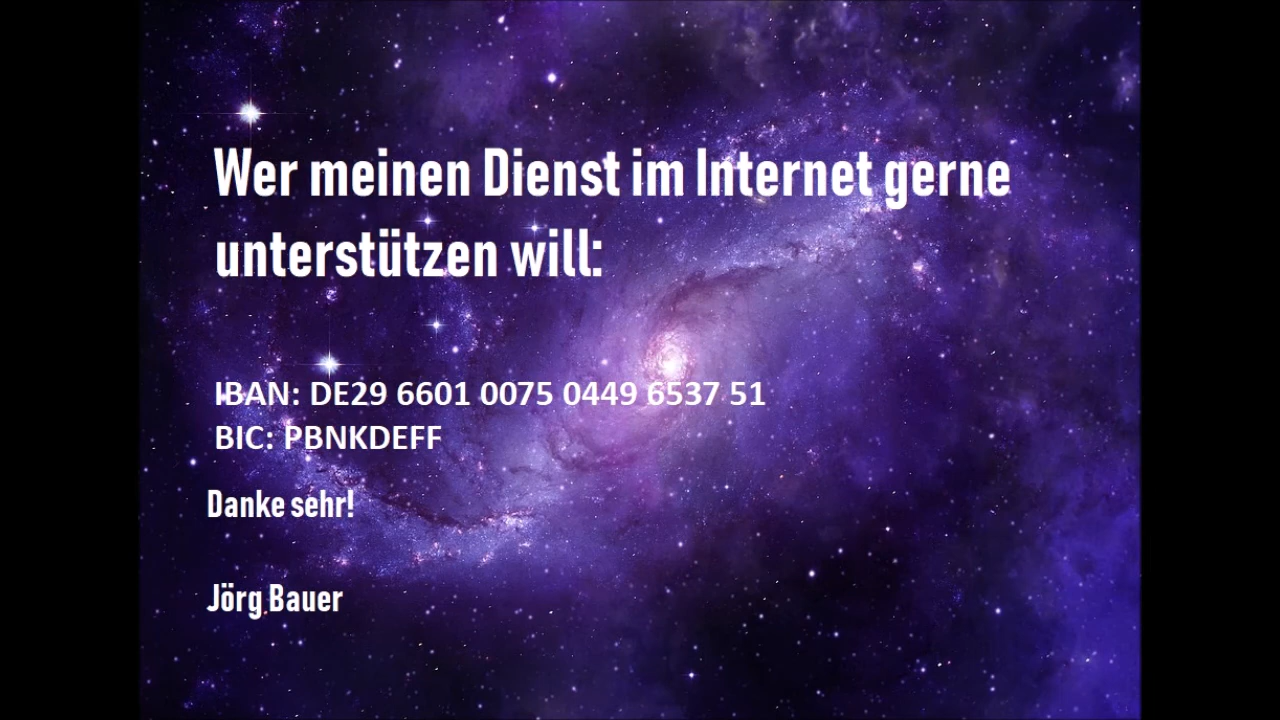 Wer meinen Dienst im Internet gerne
unterstützen will:
IBAN: DE29 6601 0075 0449 6537 51
BIC: PBNKDEFF
Danke sehr!
Jörg Bauer